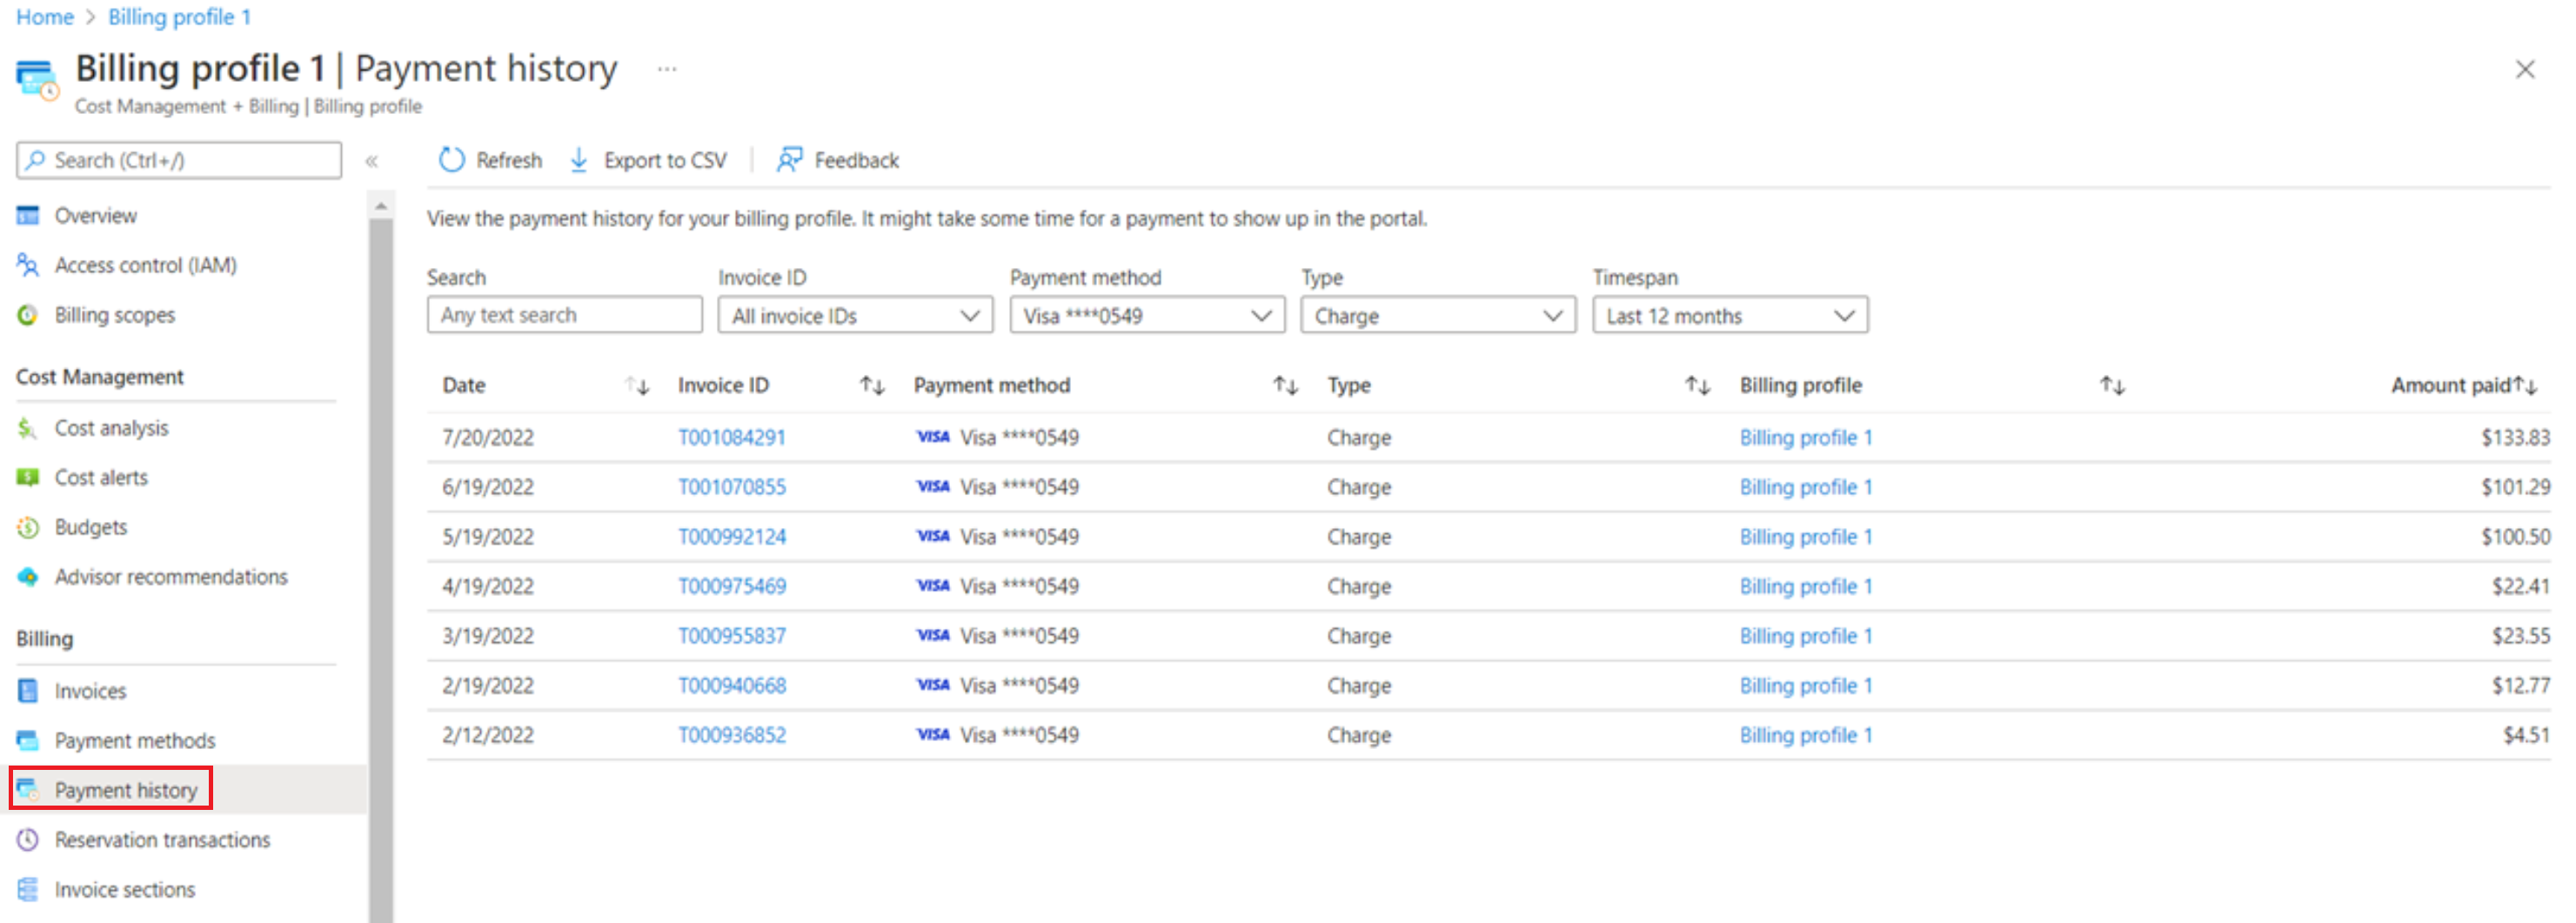 Home > Billing profile 1
Billing profile 1 | Payment history ...
Cost Management + Billing | Billing profile
Search (Ctrl+/)
«
Refresh
Export to CSV
Feedback
Overview
Access control (IAM)
Billing scopes
Cost Management
Cost analysis
Cost alerts
Budgets
Advisor recommendations
Billing
Invoices
Payment methods
Payment history
Reservation transactions
Invoice sections
View the payment history for your billing profile. It might take some time for a payment to show up in the portal.
Search Invoice ID Payment method Type Timespan
Any text search All invoice IDs Visa ****0549 Charge Last 12 months
Date Invoice ID Payment method Type Billing profile Amount paid
7/20/2022 T001084291 VISA Visa ****0549 Charge Billing profile 1 $133.83
6/19/2022 T001070855 VISA Visa ****0549 Charge Billing profile 1 $101.29
5/19/2022 T000992124 VISA Visa ****0549 Charge Billing profile 1 $100.50
4/19/2022 T000975469 VISA Visa ****0549 Charge Billing profile 1 $22.41
3/19/2022 T000955837 VISA Visa ****0549 Charge Billing profile 1 $23.55
2/19/2022 T000940668 VISA Visa ****0549 Charge Billing profile 1 $12.77
2/12/2022 T000936852 VISA Visa ****0549 Charge Billing profile 1 $4.51